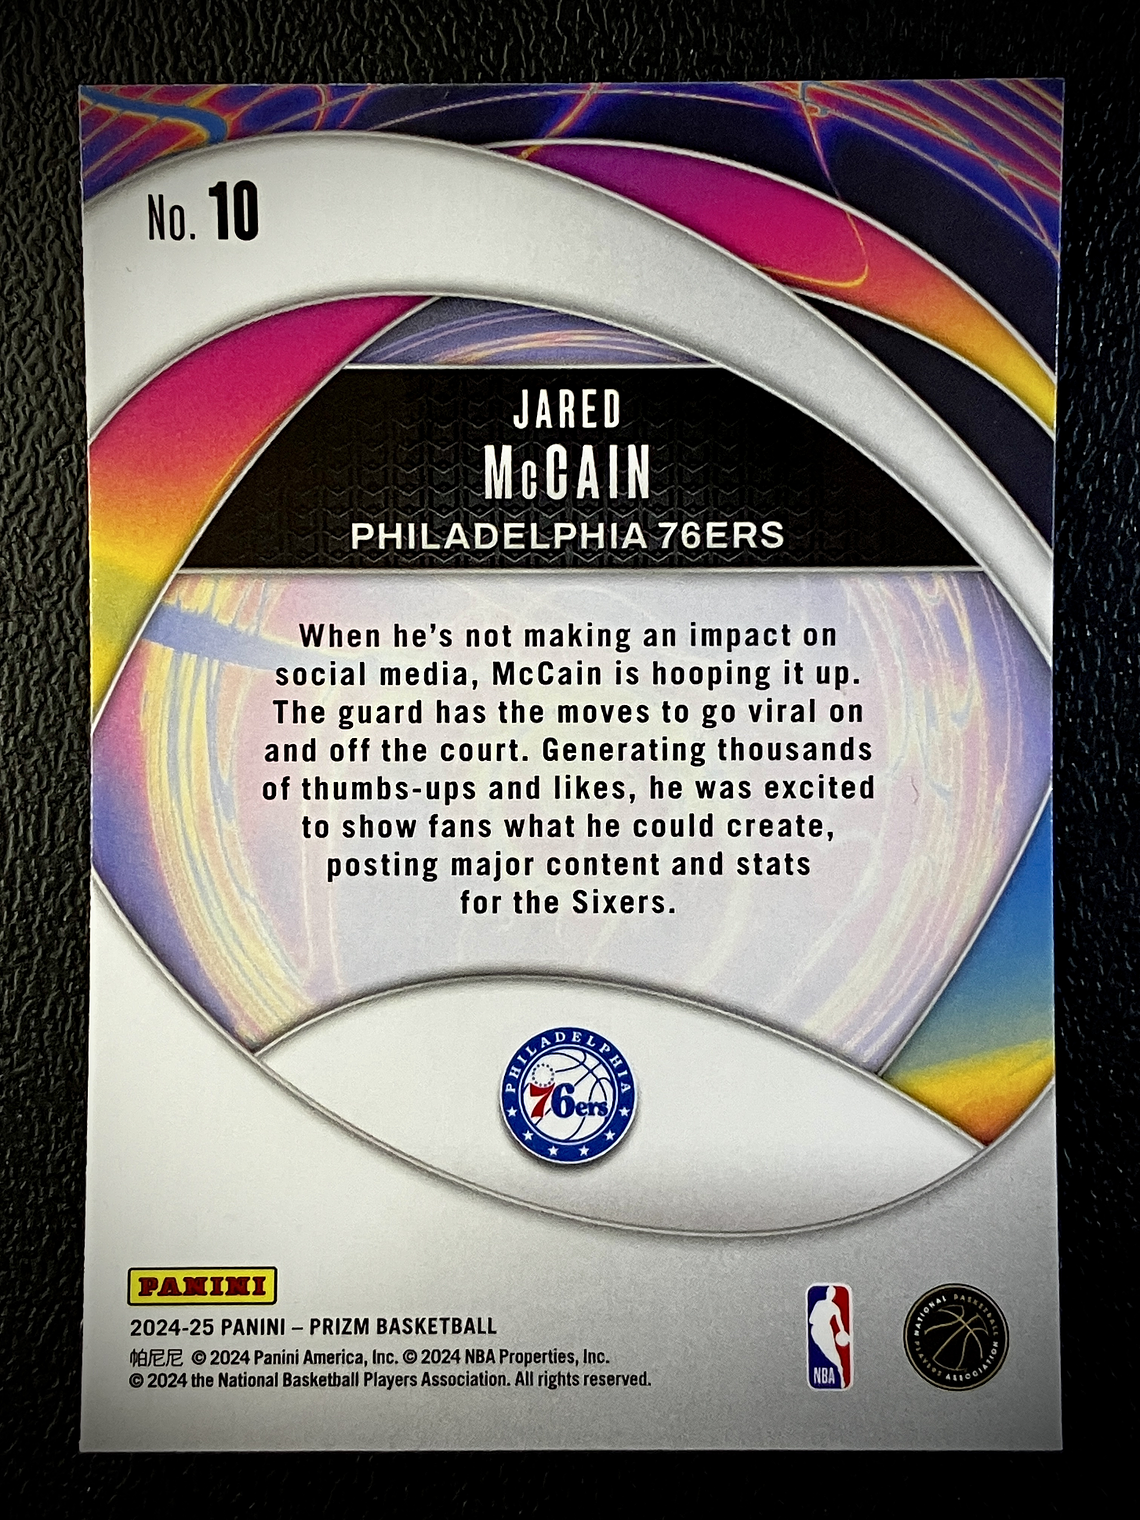 No. 10
JARED
McCAIN
PHILADELPHIA 76ERS
When he's not making an impact on
social media, McCain is hooping it up.
The guard has the moves to go viral on
and off the court. Generating thousands
of thumbs-ups and likes, he was excited
to show fans what he could create,
posting major content and stats
for the Sixers.
PHILADELPHIA
76ers
PANINI
2024-25 PANINI – PRIZM BASKETBALL
帕尼尼 © 2024 Panini America, Inc. © 2024 NBA Properties, Inc.
© 2024 the National Basketball Players Association. All rights reserved.
NBA
NATIONAL BASKETBALL
PLAYERS ASSOCIATION